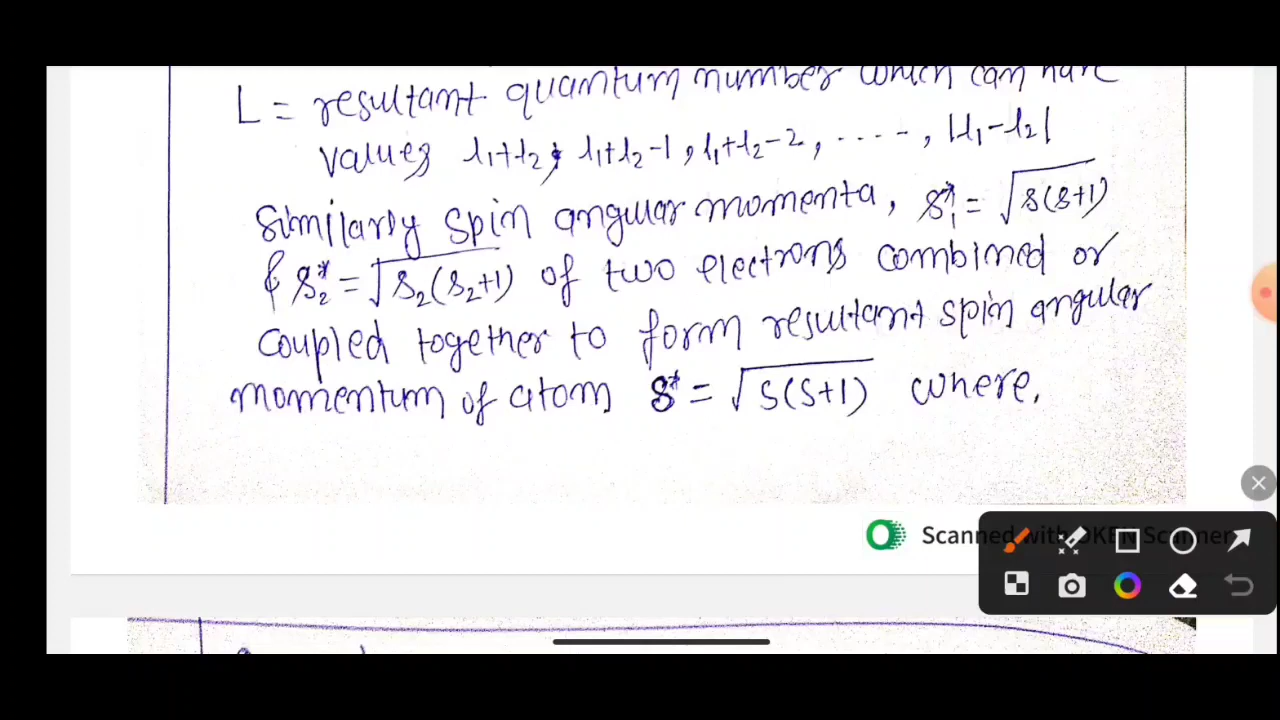 L = resultant quantum number which can have
values l₁+l₂, l₁+l₂-1, l₁+l₂-2, ....., |l₁-l₂|
Similarly spin angular momenta, s₁* = √s(s+1)
& s₂* = √s₂(s₂+1) of two electrons combined or
coupled together to form resultant spin angular
momentum of atom s* = √s(s+1) where,
Scanned with OKEN Scanner